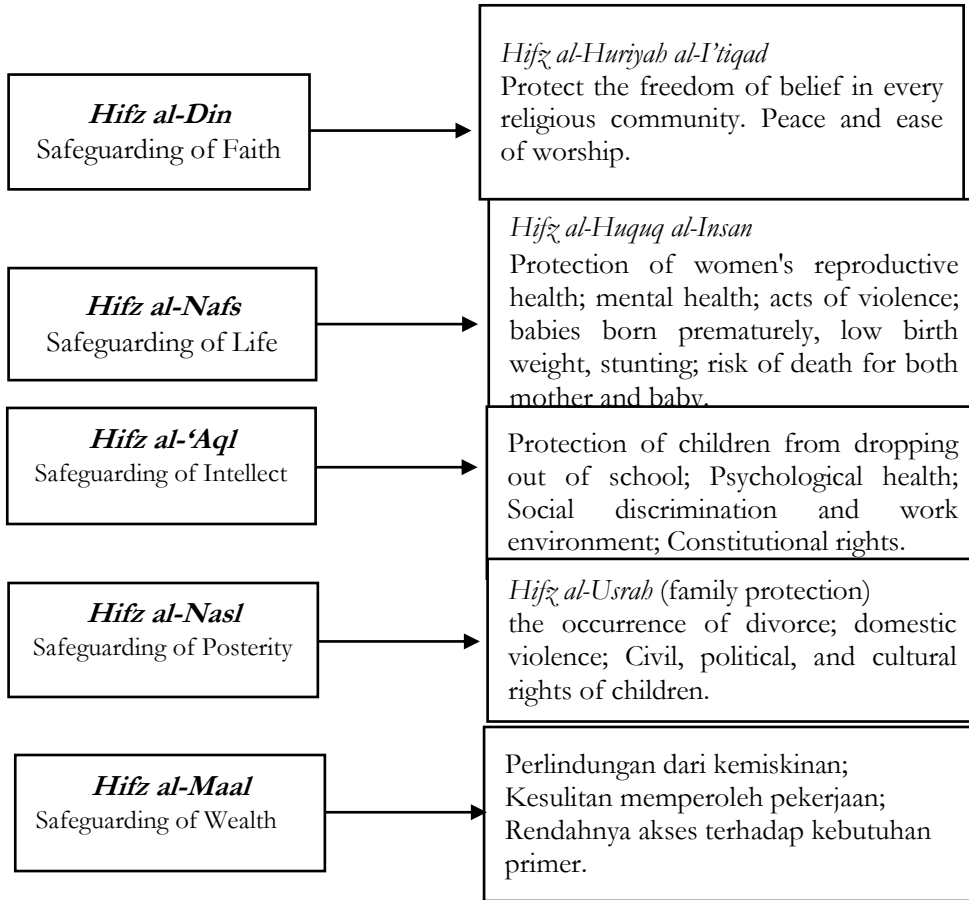 Hifz al-Din
Safeguarding of Faith
Hifz al-Huriyah al-I’tiqad
Protect the freedom of belief in every
religious community. Peace and ease
of worship.
Hifz al-Nafs
Safeguarding of Life
Hifz al-Huquq al-Insan
Protection of women's reproductive
health; mental health; acts of violence;
babies born prematurely, low birth
weight, stunting; risk of death for both
mother and baby.
Hifz al-‘Aql
Safeguarding of Intellect
Protection of children from dropping
out of school; Psychological health;
Social discrimination and work
environment; Constitutional rights.
Hifz al-Nasl
Safeguarding of Posterity
Hifz al-Usrah (family protection)
the occurrence of divorce; domestic
violence; Civil, political, and cultural
rights of children.
Hifz al-Maal
Safeguarding of Wealth
Perlindungan dari kemiskinan;
Kesulitan memperoleh pekerjaan;
Rendahnya akses terhadap kebutuhan
primer.